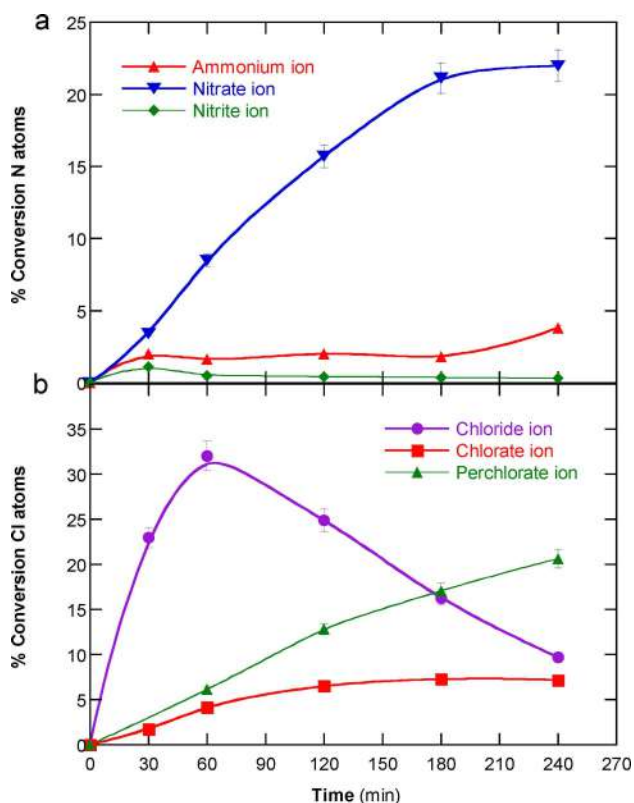 a
25
20
15
10
5
0
% Conversion N atoms
Ammonium ion
Nitrate ion
Nitrite ion
b
35
30
25
20
15
10
5
0
% Conversion Cl atoms
Chloride ion
Chlorate ion
Perchlorate ion
0 30 60 90 120 150 180 210 240 270
Time (min)